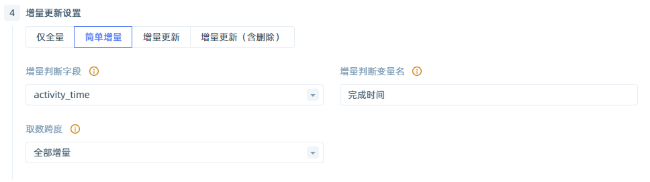 4 增量更新设置
仅全量 简单增量 增量更新 增量更新（含删除）
增量判断字段 增量判断变量名
activity_time 完成时间
取数跨度
全部增量